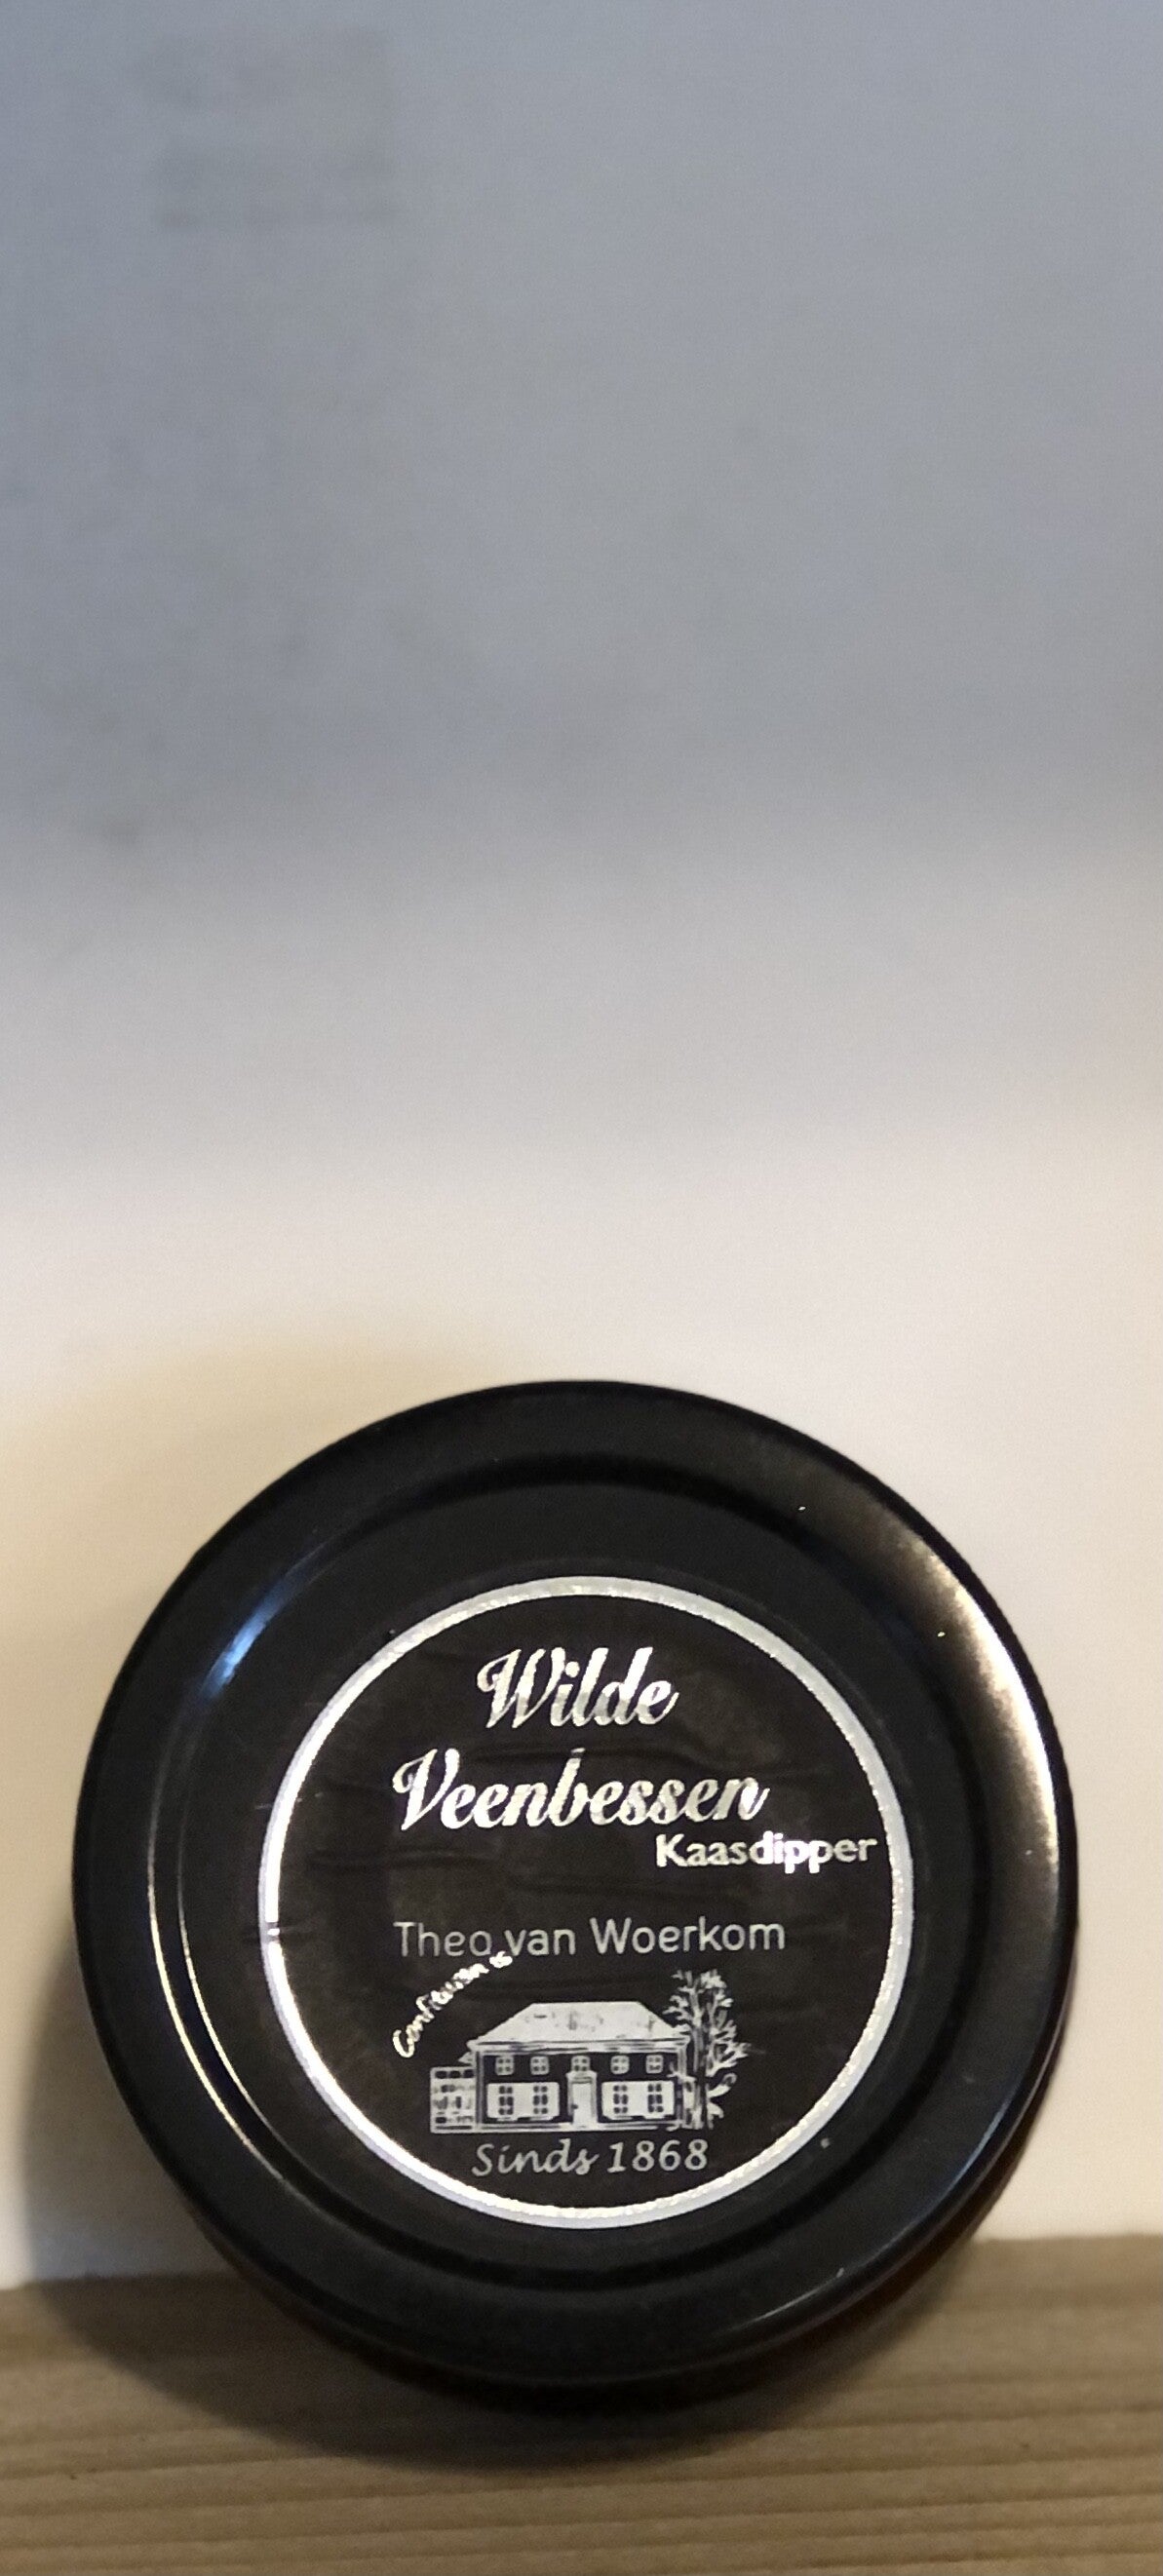 Wilde
Veenbessen
Kaasdipper
Theo van Woerkom
Sinds 1868